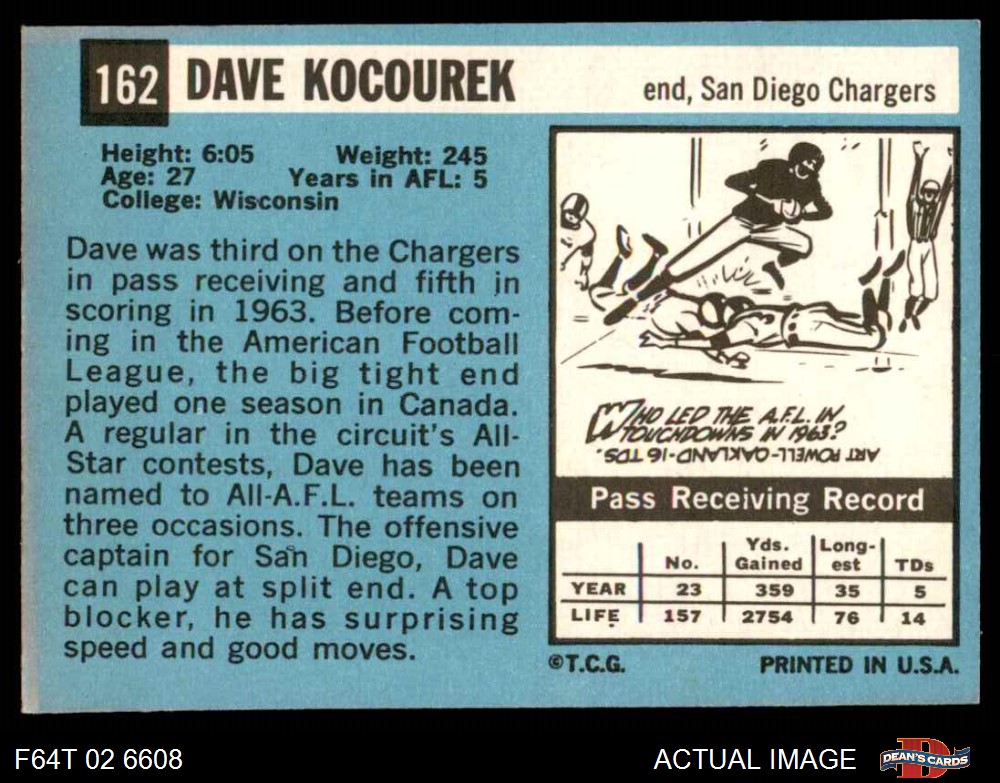 162 DAVE KOCOUREK end, San Diego Chargers
Height: 6:05 Weight: 245
Age: 27 Years in AFL: 5
College: Wisconsin
Dave was third on the Chargers
in pass receiving and fifth in
scoring in 1963. Before com-
ing in the American Football
League, the big tight end
played one season in Canada.
A regular in the circuit's All-
Star contests, Dave has been
named to All-A.F.L. teams on
three occasions. The offensive
captain for San Diego, Dave
can play at split end. A top
blocker, he has surprising
speed and good moves.
WHO LED THE A.F.L. IN
TOUCHDOWNS IN 1963?
ART POWELL-OAKLAND-16 TDS.
Pass Receiving Record
No. Yds. Gained Long-est TDs
YEAR 23 359 35 5
LIFE 157 2754 76 14
©T.C.G. PRINTED IN U.S.A.
F64T 02 6608 ACTUAL IMAGE DEAN'S CARDS